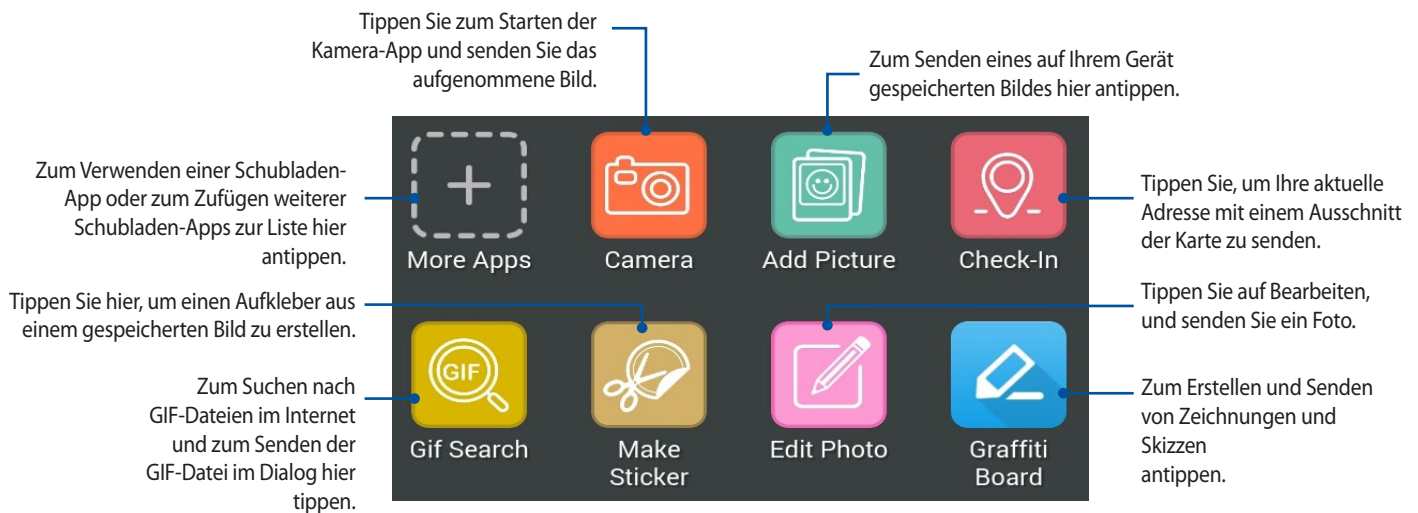 Tippen Sie zum Starten der
Kamera-App und senden Sie das
aufgenommene Bild.
Zum Senden eines auf Ihrem Gerät
gespeicherten Bildes hier antippen.
Zum Verwenden einer Schubladen-
App oder zum Zufügen weiterer
Schubladen-Apps zur Liste hier
antippen.
More Apps
Camera
Add Picture
Check-In
Tippen Sie, um Ihre aktuelle
Adresse mit einem Ausschnitt
der Karte zu senden.
Tippen Sie hier, um einen Aufkleber aus
einem gespeicherten Bild zu erstellen.
Tippen Sie auf Bearbeiten,
und senden Sie ein Foto.
Zum Suchen nach
GIF-Dateien im Internet
und zum Senden der
GIF-Datei im Dialog hier
tippen.
GIF
Gif Search
Make
Sticker
Edit Photo
Graffiti
Board
Zum Erstellen und Senden
von Zeichnungen und
Skizzen
antippen.